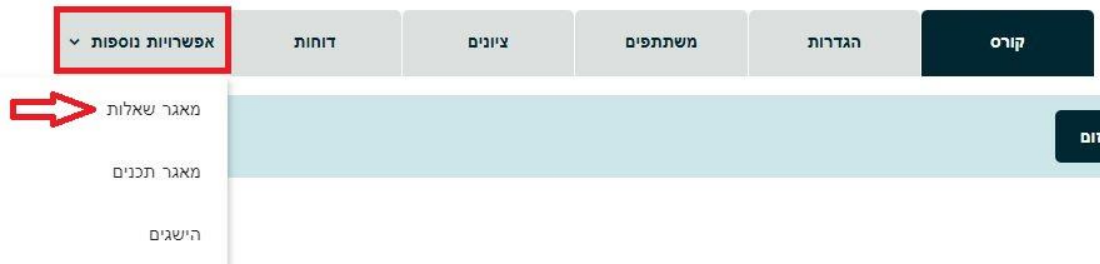 קורס
הגדרות
משתתפים
ציונים
דוחות
אפשרויות נוספות
מאגר שאלות
מאגר תכנים
הישגים